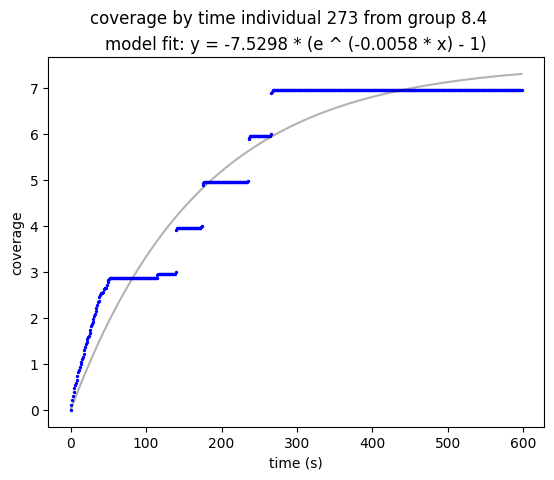 coverage by time individual 273 from group 8.4
model fit: y = -7.5298 * (e ^ (-0.0058 * x) - 1)
7
6
5
4
3
2
1
0
coverage
0 100 200 300 400 500 600
time (s)